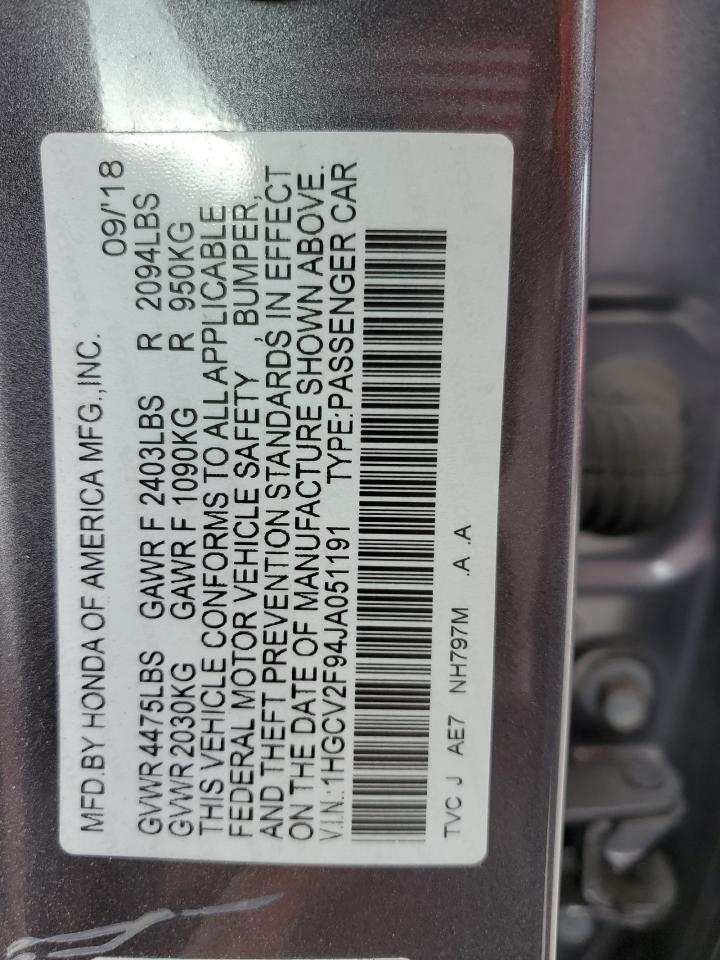 MFD.BY HONDA OF AMERICA MFG.,INC. 09/'18
GVWR 4475LBS GAWR F 2403LBS R 2094LBS
GVWR 2030KG GAWR F 1090KG R 950KG
THIS VEHICLE CONFORMS TO ALL APPLICABLE
FEDERAL MOTOR VEHICLE SAFETY , BUMPER,
AND THEFT PREVENTION STANDARDS, IN EFFECT
ON THE DATE OF MANUFACTURE SHOWN ABOVE.
V.I.N.:1HGCV2F94JA051191 TYPE:PASSENGER CAR
TVC J AE7 NH797M .A .A